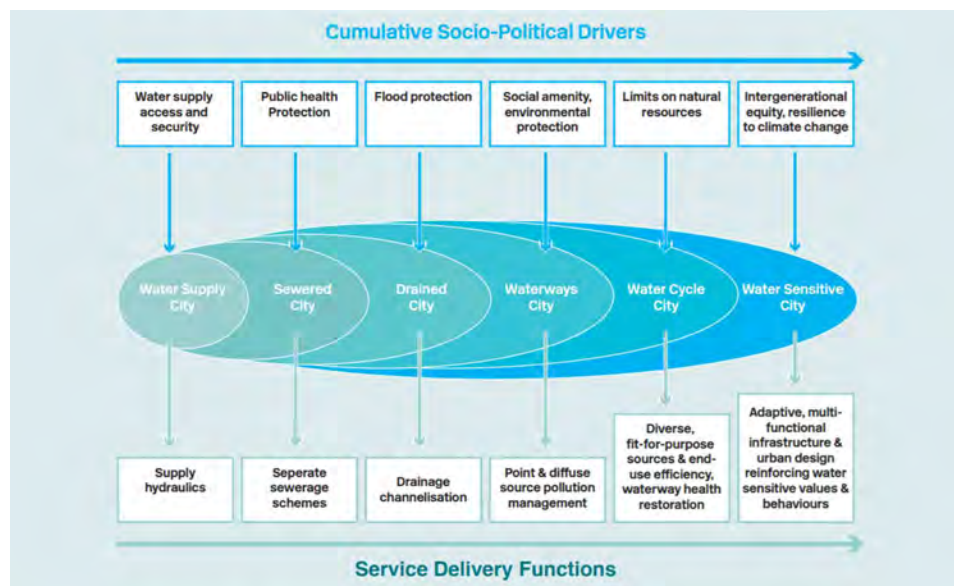 Cumulative Socio-Political Drivers
Water supply
access and
security
Public health
Protection
Flood protection
Social amenity,
environmental
protection
Limits on natural
resources
Intergenerational
equity, resilience
to climate change
Water Supply
City
Sewered
City
Drained
City
Waterways
City
Water Cycle
City
Water Sensitive
City
Supply
hydraulics
Seperate
sewerage
schemes
Drainage
channelisation
Point & diffuse
source pollution
management
Diverse,
fit-for-purpose
sources & end-
use efficiency,
waterway health
restoration
Adaptive, multi-
functional
infrastructure &
urban design
reinforcing water
sensitive values &
behaviours
Service Delivery Functions